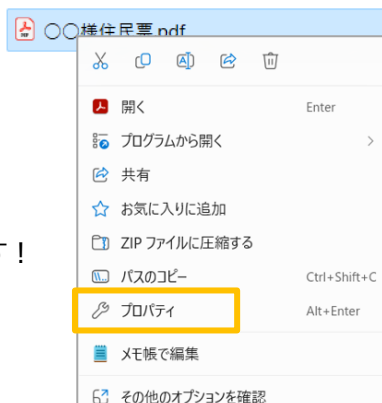 ○○様住民票.pdf
開く Enter
プログラムから開く
共有
お気に入りに追加
ZIP ファイルに圧縮する
す！
パスのコピー Ctrl+Shift+C
プロパティ Alt+Enter
メモ帳で編集
その他のオプションを確認